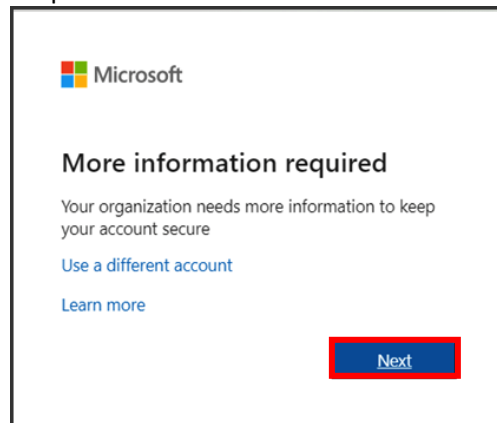 Microsoft
More information required
Your organization needs more information to keep
your account secure
Use a different account
Learn more
Next